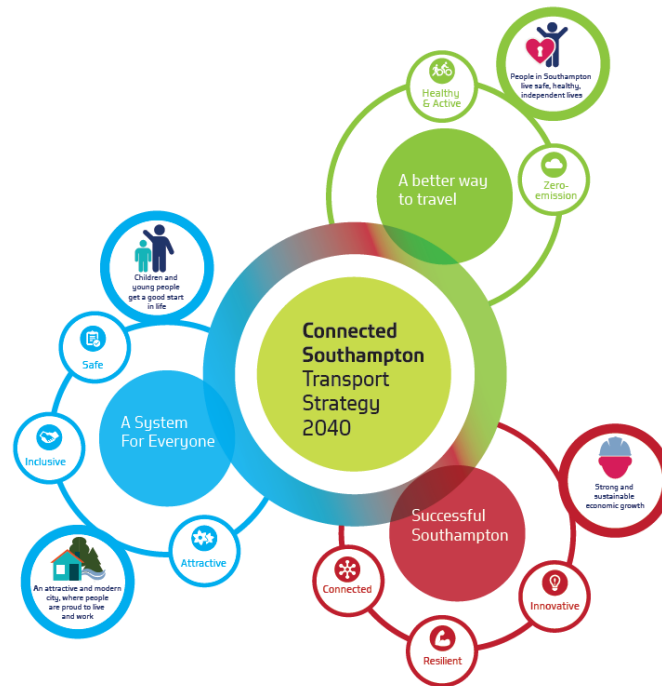 People in Southampton
live safe, healthy,
independent lives
Healthy
& Active
Zero-
emission
A better way
to travel
Children and
young people
get a good start
in life
Safe
Inclusive
Attractive
A System
For Everyone
An attractive and modern
city, where people
are proud to live
and work
Connected
Southampton
Transport
Strategy
2040
Successful
Southampton
Strong and
sustainable
economic growth
Connected
Resilient
Innovative